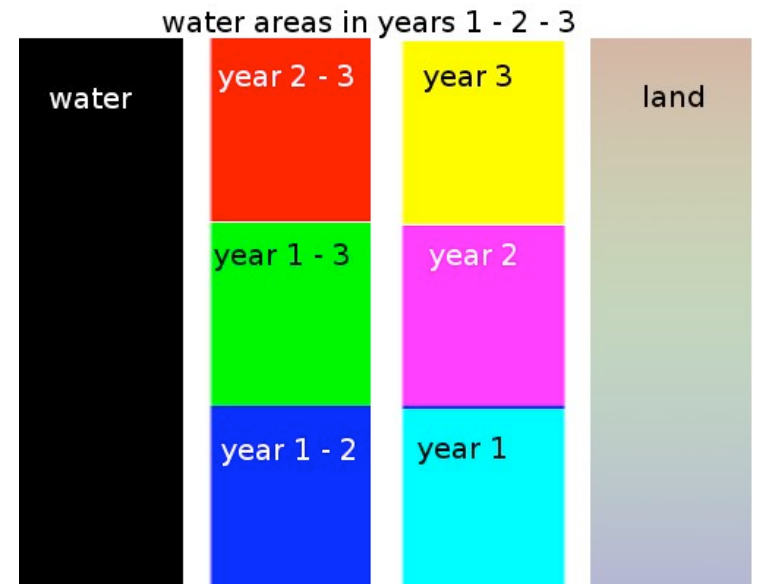 water areas in years 1 - 2 - 3
water
year 2 - 3
year 3
land
year 1 - 3
year 2
year 1 - 2
year 1